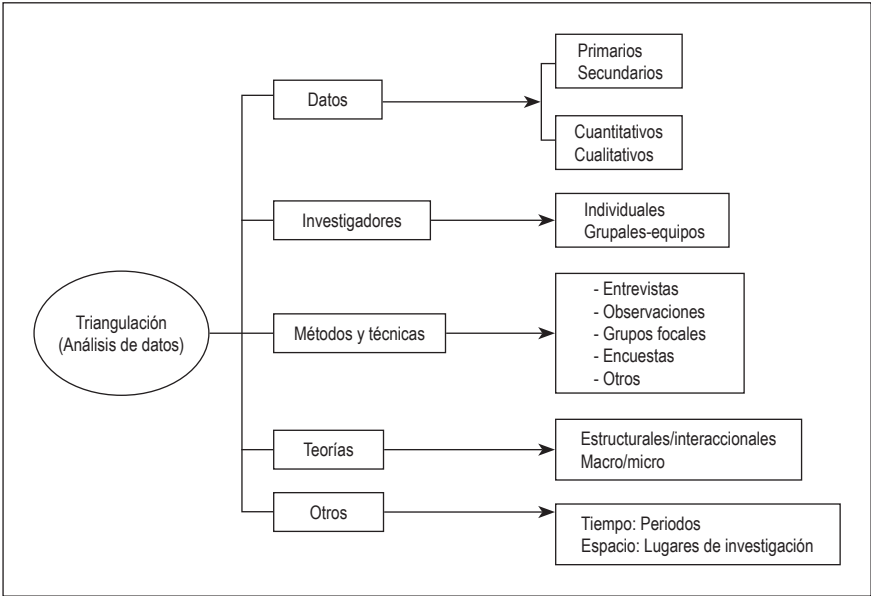 Triangulación
(Análisis de datos)
Datos
Primarios
Secundarios
Cuantitativos
Cualitativos
Investigadores
Individuales
Grupales-equipos
Métodos y técnicas
- Entrevistas
- Observaciones
- Grupos focales
- Encuestas
- Otros
Teorías
Estructurales/interaccionales
Macro/micro
Otros
Tiempo: Periodos
Espacio: Lugares de investigación